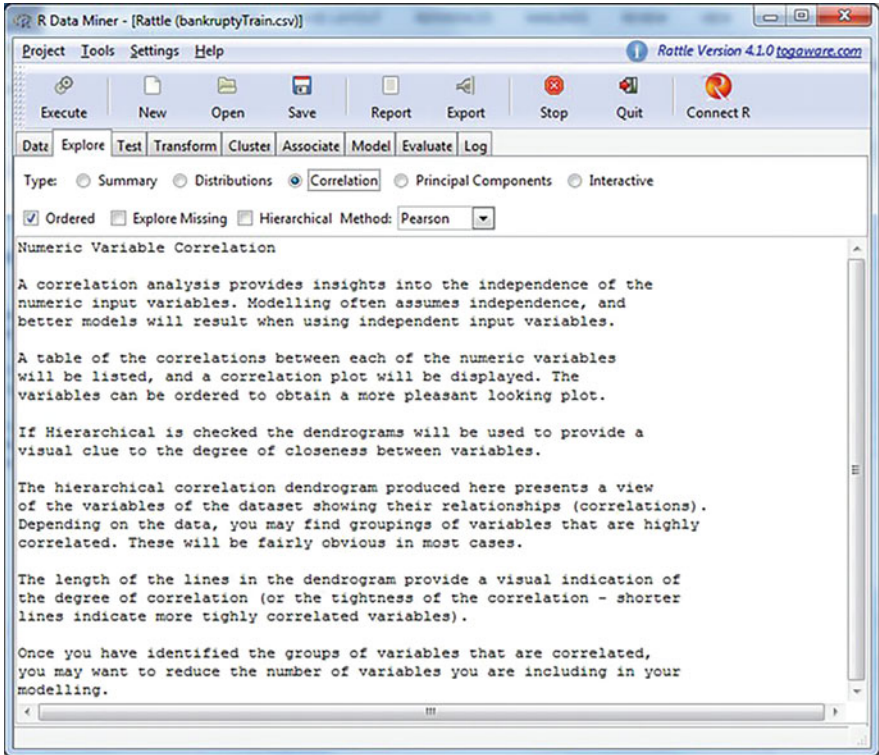 R Data Miner - [Rattle (bankruptyTrain.csv)]
Project Tools Settings Help
Rattle Version 4.1.0 togaware.com
Execute New Open Save Report Export Stop Quit Connect R
Data Explore Test Transform Cluster Associate Model Evaluate Log
Type: Summary Distributions Correlation Principal Components Interactive
Ordered Explore Missing Hierarchical Method: Pearson
Numeric Variable Correlation
A correlation analysis provides insights into the independence of the
numeric input variables. Modelling often assumes independence, and
better models will result when using independent input variables.
A table of the correlations between each of the numeric variables
will be listed, and a correlation plot will be displayed. The
variables can be ordered to obtain a more pleasant looking plot.
If Hierarchical is checked the dendrograms will be used to provide a
visual clue to the degree of closeness between variables.
The hierarchical correlation dendrogram produced here presents a view
of the variables of the dataset showing their relationships (correlations).
Depending on the data, you may find groupings of variables that are highly
correlated. These will be fairly obvious in most cases.
The length of the lines in the dendrogram provide a visual indication of
the degree of correlation (or the tightness of the correlation - shorter
lines indicate more tighly correlated variables).
Once you have identified the groups of variables that are correlated,
you may want to reduce the number of variables you are including in your
modelling.